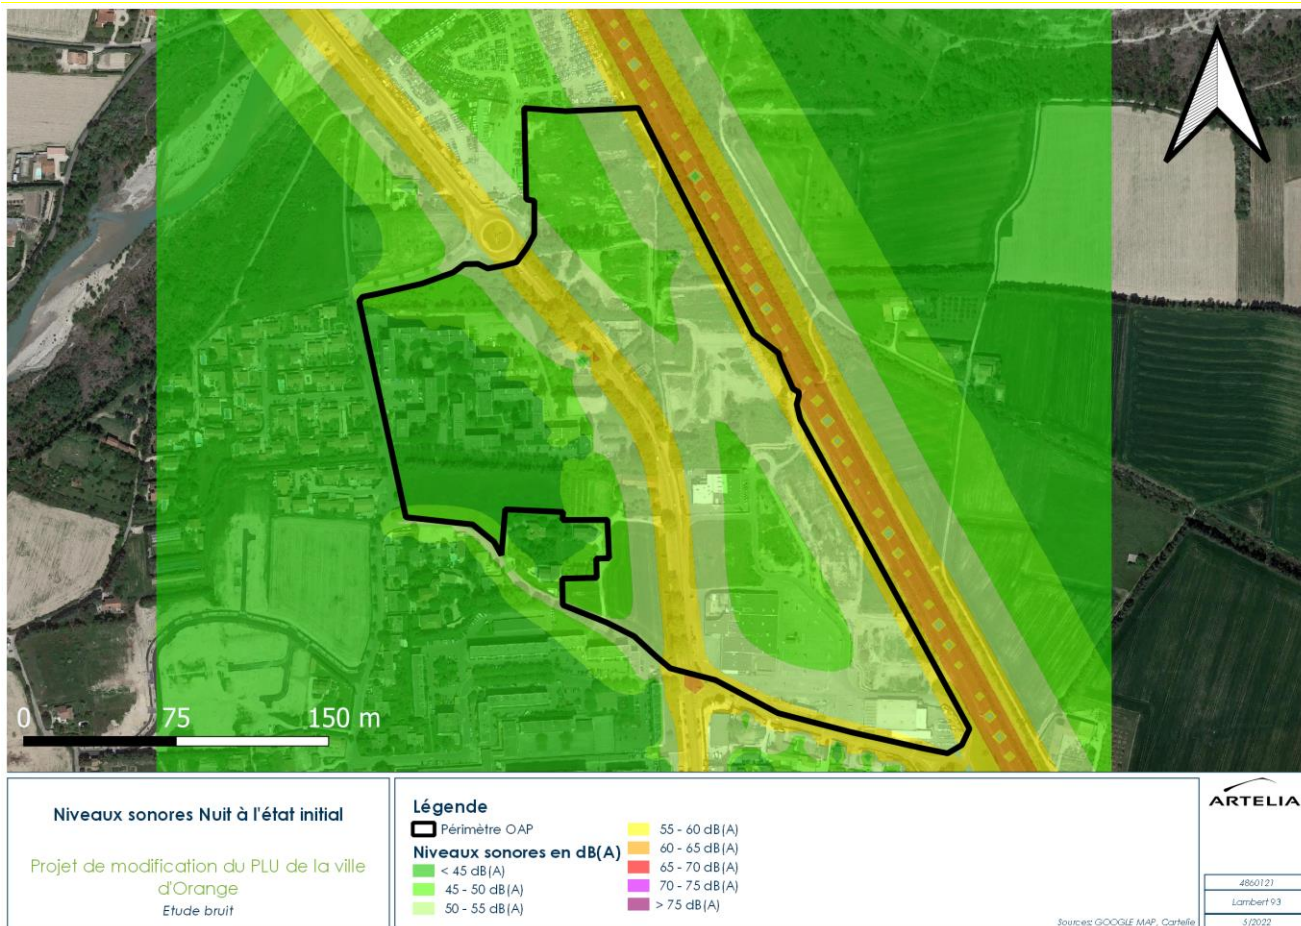 0 75 150 m
Niveaux sonores Nuit à l'état initial
Projet de modification du PLU de la ville
d'Orange
Etude bruit
Légende
Périmètre OAP
Niveaux sonores en dB(A)
< 45 dB(A)
45 - 50 dB(A)
50 - 55 dB(A)
55 - 60 dB(A)
60 - 65 dB(A)
65 - 70 dB(A)
70 - 75 dB(A)
> 75 dB(A)
Sources: GOOGLE MAP, Cartelie
ARTELIA
4860121
Lambert 93
5/2022